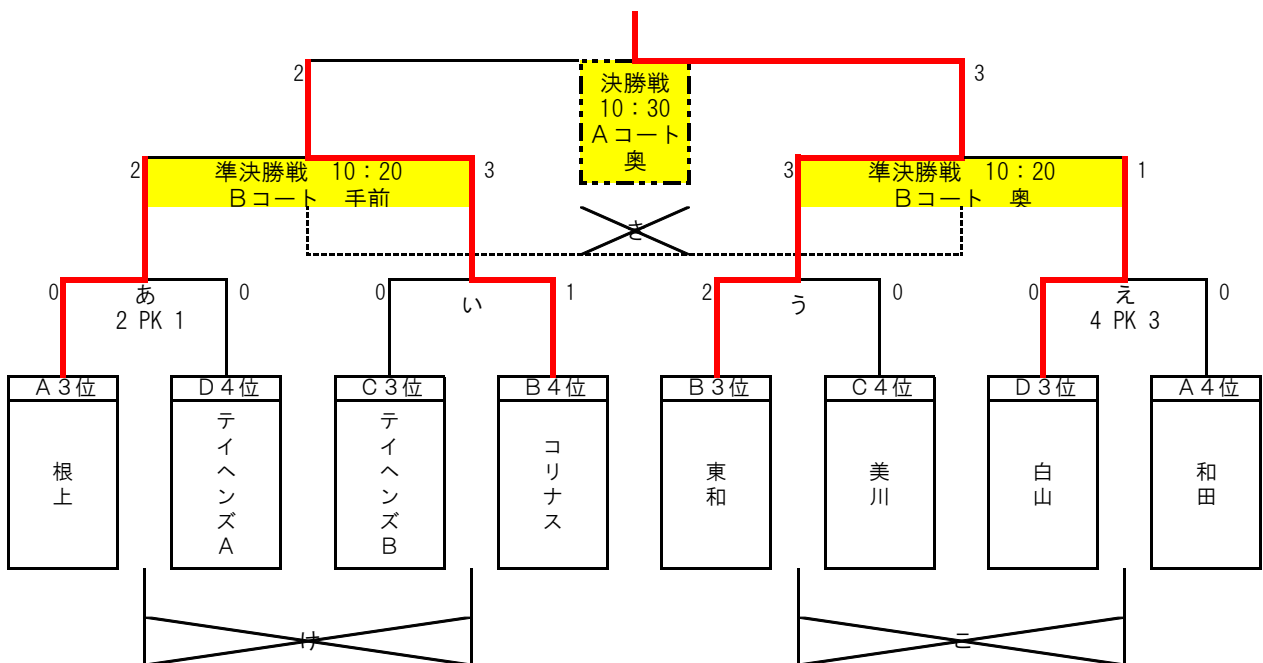 2
決勝戦
10：30
Aコート
奥
3
2
準決勝戦 10：20
Bコート 手前
3
3
準決勝戦 10：20
Bコート 奥
1
き
0
あ
2 PK 1
0
0
い
1
2
う
0
0
え
4 PK 3
0
A3位
D4位
C3位
B4位
B3位
C4位
D3位
A4位
根上
テイヘンズA
テイヘンズB
コリナス
東和
美川
白山
和田
け
こ